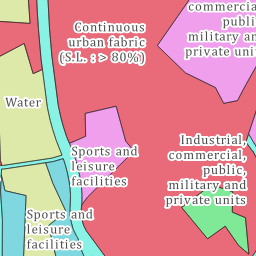 commercial,
public,
military and
private units
Continuous
urban fabric
(S.L. : > 80%)
Water
Sports and
leisure
facilities
Industrial,
commercial,
public,
military and
private units
Sports and
leisure
facilities